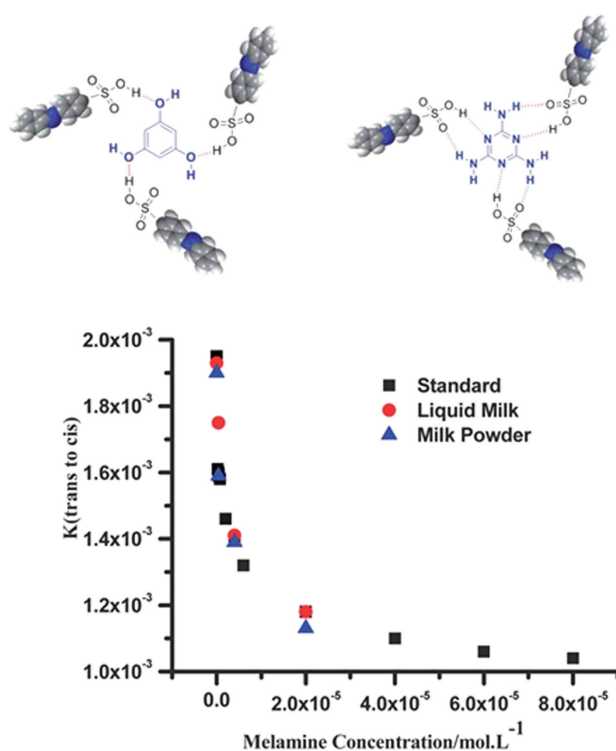 O H O
S
O
H O
O H
O S
O
H
O
H
H
O
O S
O
O H
S
O O
H N H
O
S
O
O
H
H N
N N
N
N H
H
H N
H
H O
O S
O
2.0x10⁻³
1.8x10⁻³
1.6x10⁻³
1.4x10⁻³
1.2x10⁻³
1.0x10⁻³
K(trans to cis)
Standard
Liquid Milk
Milk Powder
0.0 2.0x10⁻⁵ 4.0x10⁻⁵ 6.0x10⁻⁵ 8.0x10⁻⁵
Melamine Concentration/mol.L⁻¹